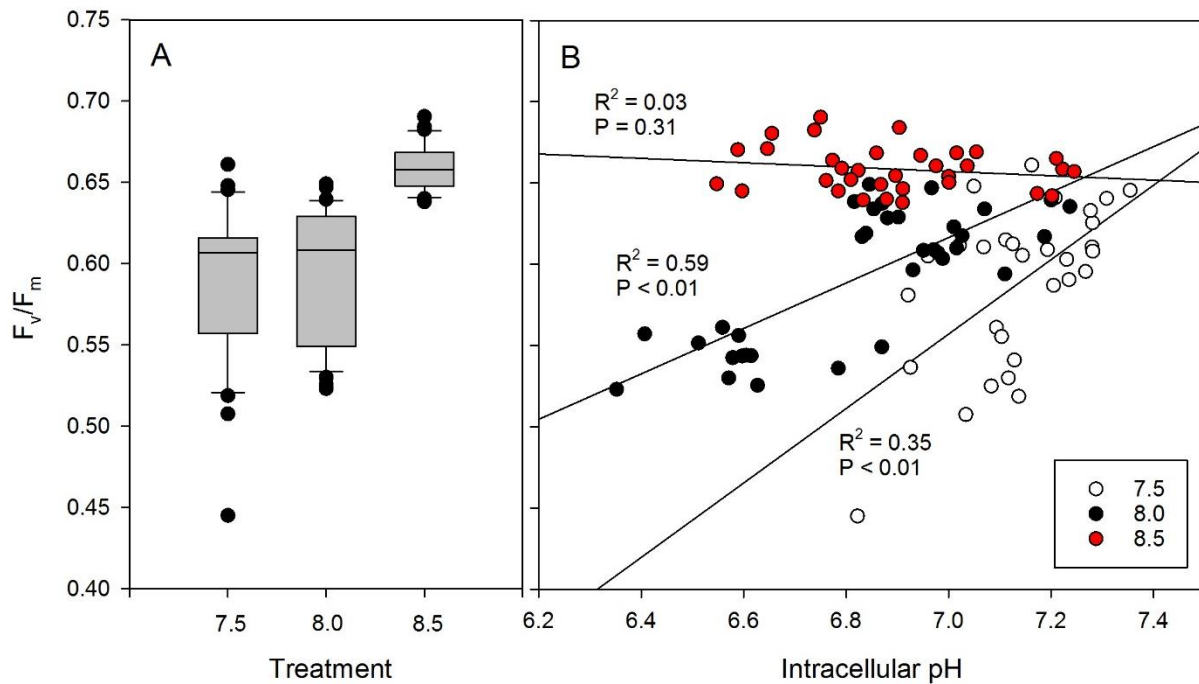 A
B
0.75
0.70
0.65
0.60
0.55
0.50
0.45
0.40
Fv/Fm
7.5
8.0
8.5
Treatment
R2 = 0.03
P = 0.31
R2 = 0.59
P < 0.01
R2 = 0.35
P < 0.01
7.5
8.0
8.5
6.2
6.4
6.6
6.8
7.0
7.2
7.4
Intracellular pH